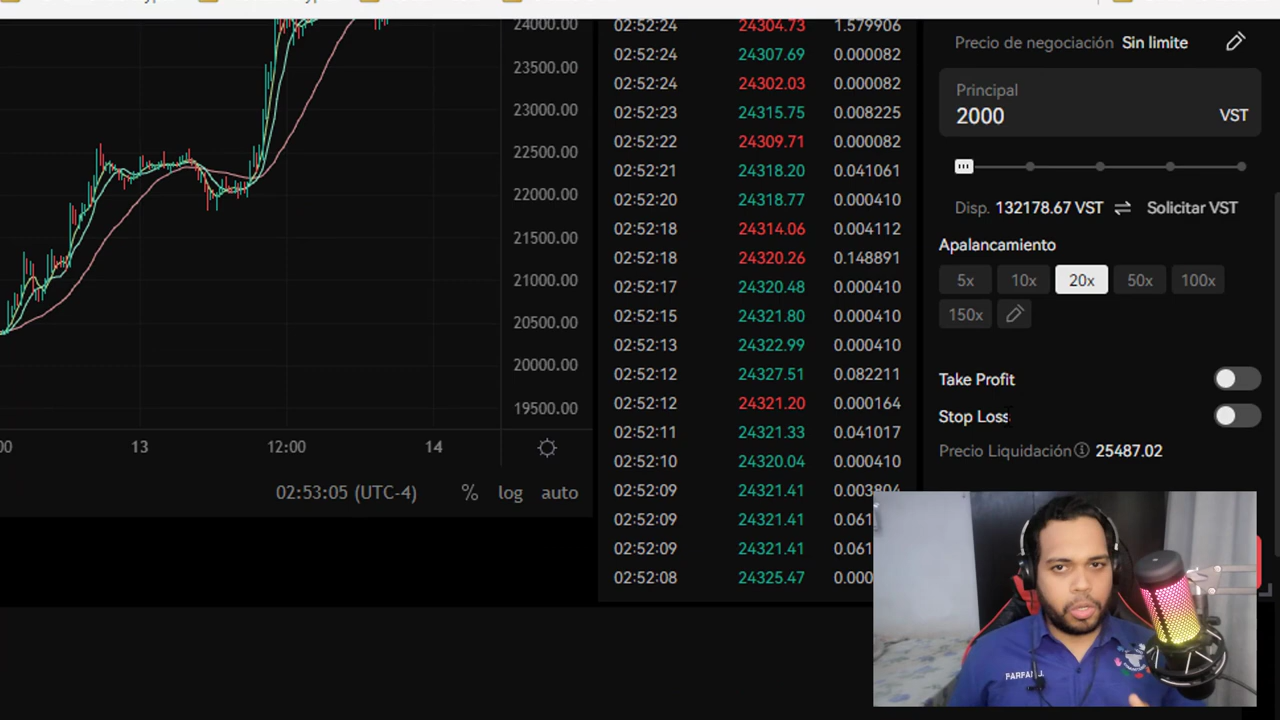 24000.00
23500.00
23000.00
22500.00
22000.00
21500.00
21000.00
20500.00
20000.00
19500.00
13 12:00 14
02:53:05 (UTC-4) % log auto
02:52:24 24304.73 1.579906
02:52:24 24307.69 0.000082
02:52:24 24302.03 0.000082
02:52:23 24315.75 0.008225
02:52:22 24309.71 0.000082
02:52:21 24318.20 0.041061
02:52:20 24318.77 0.000410
02:52:18 24314.06 0.004112
02:52:18 24320.26 0.148891
02:52:17 24320.48 0.000410
02:52:15 24321.80 0.000410
02:52:13 24322.99 0.000410
02:52:12 24327.51 0.082211
02:52:12 24321.20 0.000164
02:52:11 24321.33 0.041017
02:52:10 24320.04 0.000410
02:52:09 24321.41 0.003804
02:52:09 24321.41 0.061
02:52:09 24321.41 0.061
02:52:08 24325.47 0.000
Precio de negociación Sin limite
Principal
2000 VST
Disp. 132178.67 VST Solicitar VST
Apalancamiento
5x 10x 20x 50x 100x
150x
Take Profit
Stop Loss
Precio Liquidación 25487.02
FARFAN J.